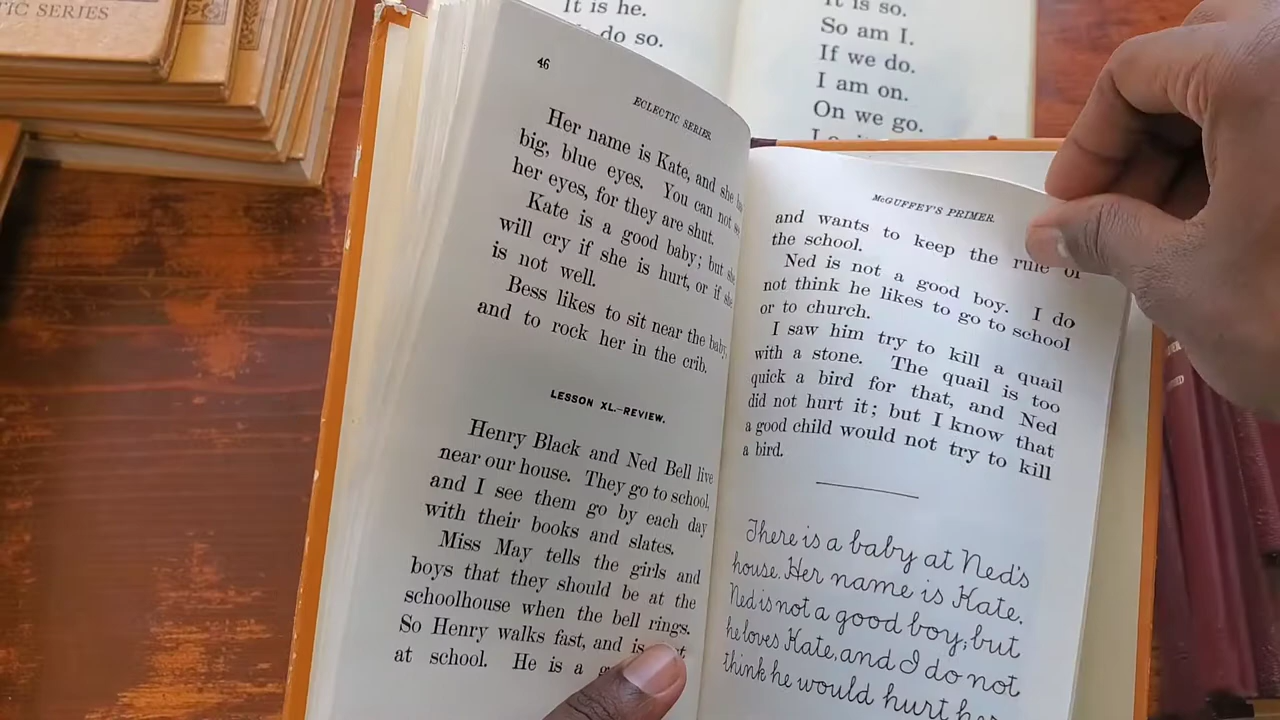 TIC SERIES
It is he.
do so.
It is so.
So am I.
If we do.
I am on.
On we go.
46
ECLECTIC SERIES.
Her name is Kate, and she
big, blue eyes. You can not
her eyes, for they are shut.
Kate is a good baby; but she
will cry if she is hurt, or if she
is not well.
Bess likes to sit near the baby,
and to rock her in the crib.
LESSON XL.—REVIEW.
Henry Black and Ned Bell live
near our house. They go to school,
and I see them go by each day
with their books and slates.
Miss May tells the girls and
boys that they should be at the
schoolhouse when the bell rings.
So Henry walks fast, and is
at school. He is a
McGUFFEY'S PRIMER.
and wants to keep the rule of
the school.
Ned is not a good boy. I do
not think he likes to go to school
or to church.
I saw him try to kill a quail
with a stone. The quail is too
quick a bird for that, and Ned
did not hurt it; but I know that
a good child would not try to kill
a bird.
There is a baby at Ned's
house. Her name is Kate.
Ned is not a good boy; but
he loves Kate, and I do not
think he would hurt her